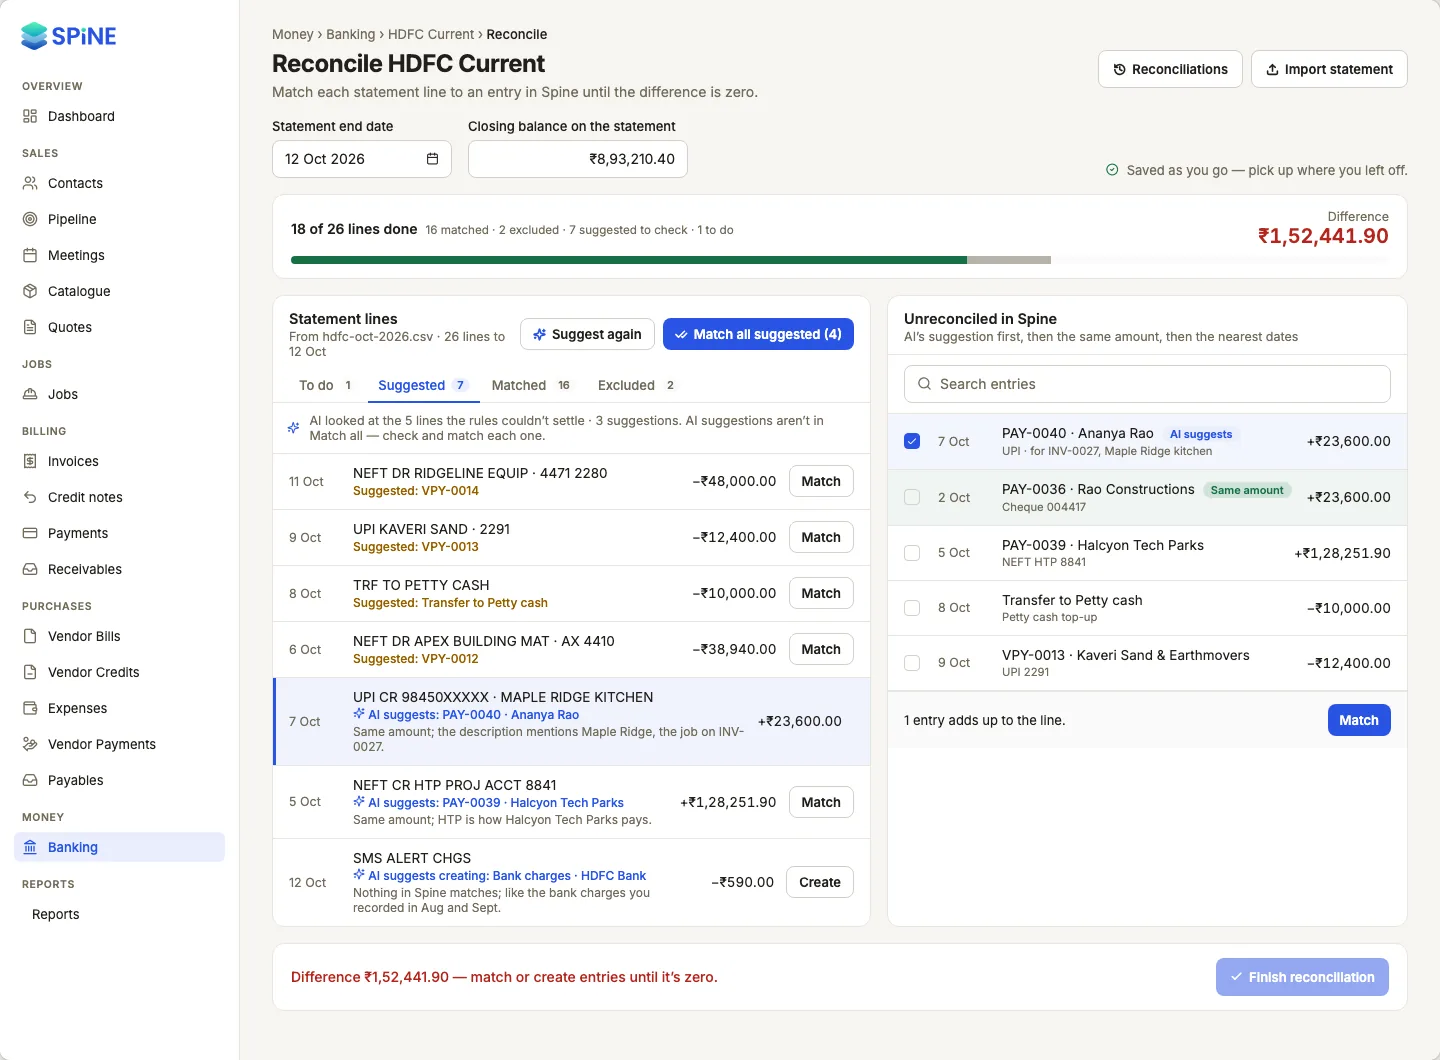 SPiNE
OVERVIEW
Dashboard
SALES
Contacts
Pipeline
Meetings
Catalogue
Quotes
JOBS
Jobs
BILLING
Invoices
Credit notes
Payments
Receivables
PURCHASES
Vendor Bills
Vendor Credits
Expenses
Vendor Payments
Payables
MONEY
Banking
REPORTS
Reports
Money › Banking › HDFC Current › Reconcile
Reconcile HDFC Current
Match each statement line to an entry in Spine until the difference is zero.
Reconciliations
Import statement
Statement end date
Closing balance on the statement
12 Oct 2026
₹8,93,210.40
Saved as you go — pick up where you left off.
18 of 26 lines done 16 matched · 2 excluded · 7 suggested to check · 1 to do
Difference
₹1,52,441.90
Statement lines
From hdfc-oct-2026.csv · 26 lines to
12 Oct
Suggest again
Match all suggested (4)
To do 1 Suggested 7 Matched 16 Excluded 2
AI looked at the 5 lines the rules couldn’t settle · 3 suggestions. AI suggestions aren’t in
Match all — check and match each one.
11 Oct NEFT DR RIDGELINE EQUIP · 4471 2280 −₹48,000.00 Match
Suggested: VPY-0014
9 Oct UPI KAVERI SAND · 2291 −₹12,400.00 Match
Suggested: VPY-0013
8 Oct TRF TO PETTY CASH −₹10,000.00 Match
Suggested: Transfer to Petty cash
6 Oct NEFT DR APEX BUILDING MAT · AX 4410 −₹38,940.00 Match
Suggested: VPY-0012
7 Oct UPI CR 98450XXXXX · MAPLE RIDGE KITCHEN +₹23,600.00
AI suggests: PAY-0040 · Ananya Rao
Same amount; the description mentions Maple Ridge, the job on INV-
0027.
5 Oct NEFT CR HTP PROJ ACCT 8841 +₹1,28,251.90 Match
AI suggests: PAY-0039 · Halcyon Tech Parks
Same amount; HTP is how Halcyon Tech Parks pays.
12 Oct SMS ALERT CHGS −₹590.00 Create
AI suggests creating: Bank charges · HDFC Bank
Nothing in Spine matches; like the bank charges you
recorded in Aug and Sept.
Unreconciled in Spine
AI’s suggestion first, then the same amount, then the nearest dates
Search entries
7 Oct PAY-0040 · Ananya Rao AI suggests +₹23,600.00
UPI · for INV-0027, Maple Ridge kitchen
2 Oct PAY-0036 · Rao Constructions Same amount +₹23,600.00
Cheque 004417
5 Oct PAY-0039 · Halcyon Tech Parks +₹1,28,251.90
NEFT HTP 8841
8 Oct Transfer to Petty cash −₹10,000.00
Petty cash top-up
9 Oct VPY-0013 · Kaveri Sand & Earthmovers −₹12,400.00
UPI 2291
1 entry adds up to the line. Match
Difference ₹1,52,441.90 — match or create entries until it’s zero.
Finish reconciliation